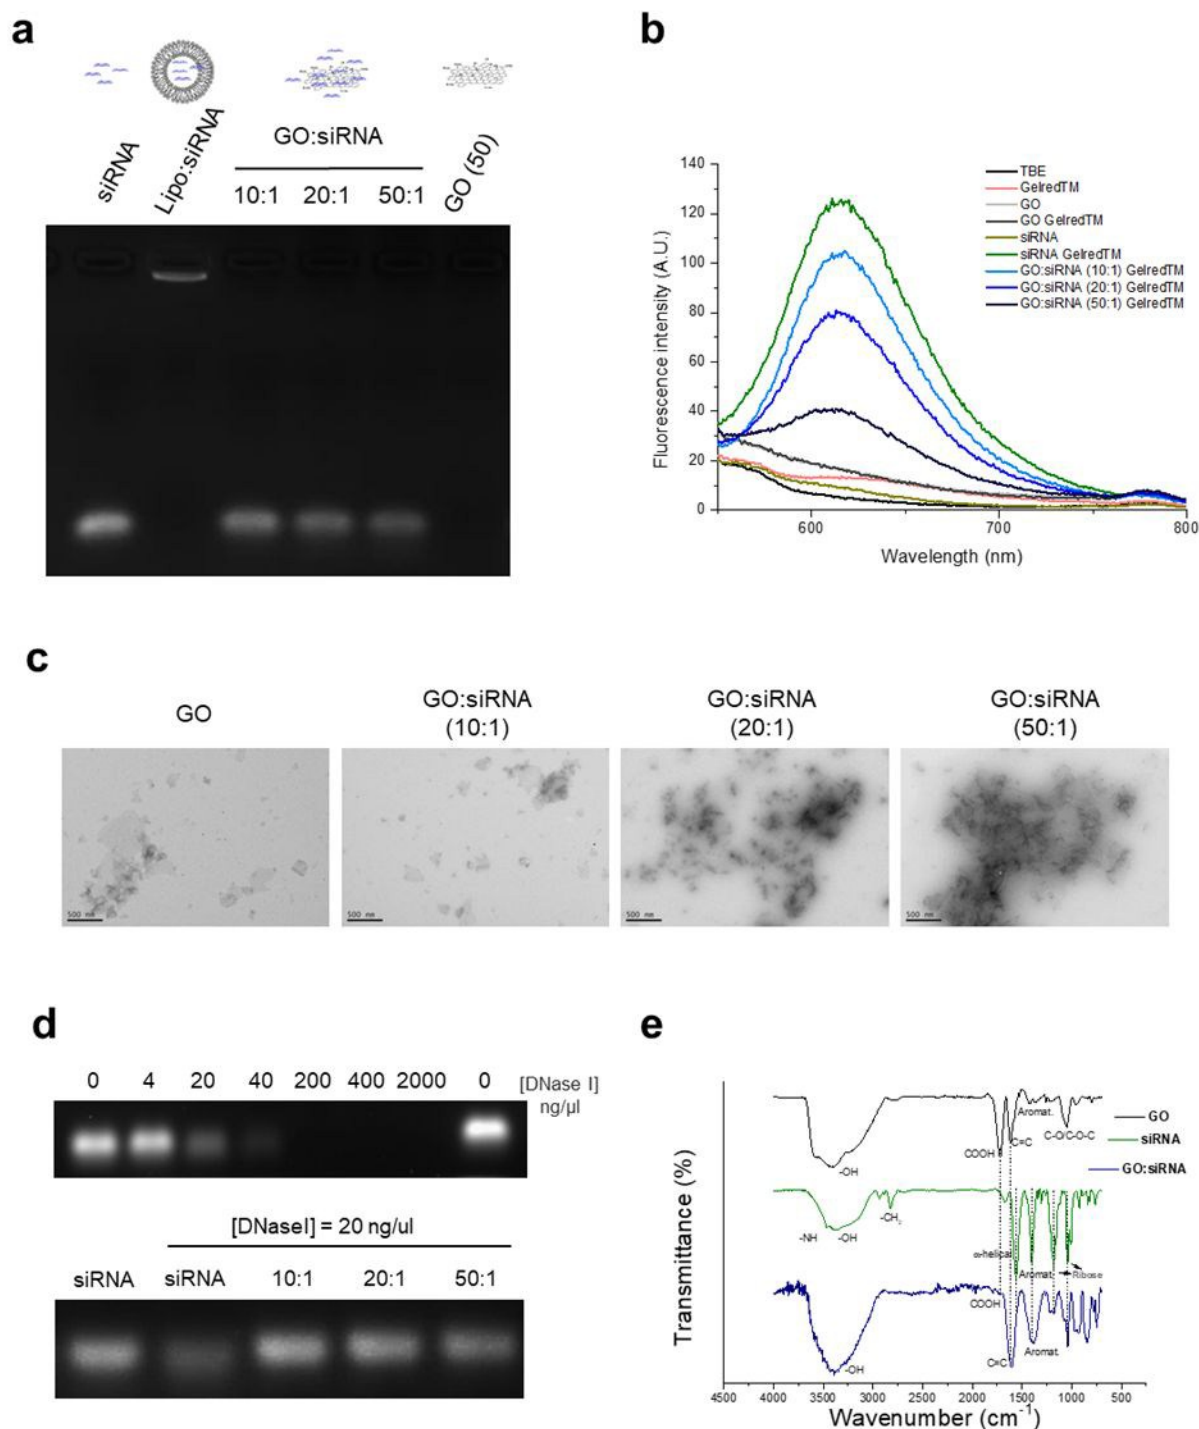 a
siRNA
Lipo:siRNA
GO:siRNA
10:1 20:1 50:1
GO (50)
b
140
120
100
80
60
40
20
0
600 700 800
Fluorescence intensity (A.U.)
Wavelength (nm)
TBE
GelredTM
GO
GO GelredTM
siRNA
siRNA GelredTM
GO:siRNA (10:1) GelredTM
GO:siRNA (20:1) GelredTM
GO:siRNA (50:1) GelredTM
c
GO
GO:siRNA
(10:1)
GO:siRNA
(20:1)
GO:siRNA
(50:1)
500 nm
500 nm
500 nm
500 nm
d
0 4 20 40 200 400 2000 0
[DNase I]
ng/µl
[DNaseI] = 20 ng/ul
siRNA siRNA 10:1 20:1 50:1
e
Transmittance (%)
Aromat.
C-O/C-O-C
COOH
C=C
-OH
GO
siRNA
GO:siRNA
-CH2
-NH
-OH
α-helical
Aromat.
Ribose
COOH
Aromat.
C=C
-OH
4500 4000 3500 3000 2500 2000 1500 1000 500
Wavenumber (cm-1)